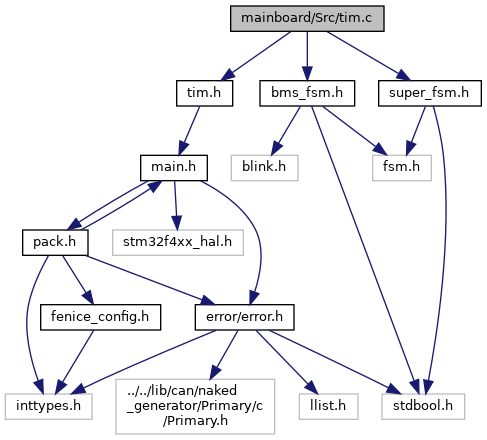 mainboard/Src/tim.c
tim.h
bms_fsm.h
super_fsm.h
main.h
blink.h
fsm.h
pack.h
stm32f4xx_hal.h
fenice_config.h
error/error.h
inttypes.h
../../lib/can/naked
_generator/Primary/c
/Primary.h
llist.h
stdbool.h